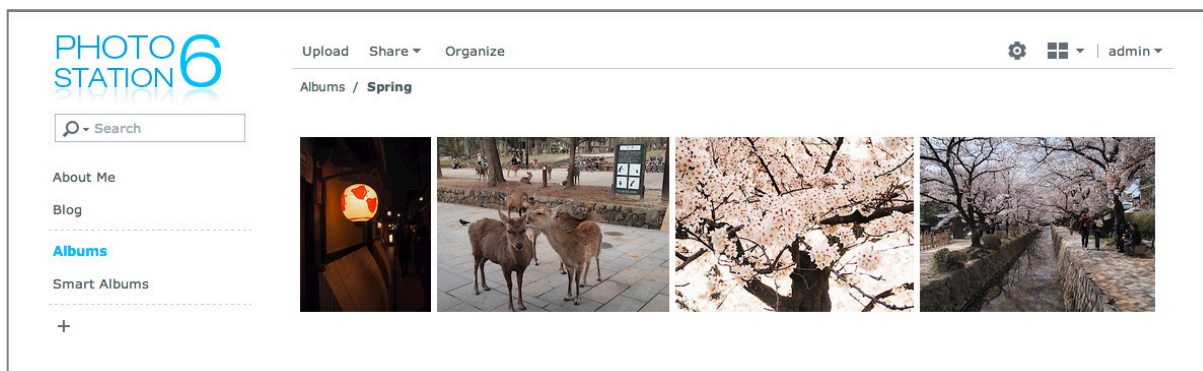 PHOTO
STATION 6
Upload Share Organize
admin
Albums / Spring
Search
About Me
Blog
Albums
Smart Albums